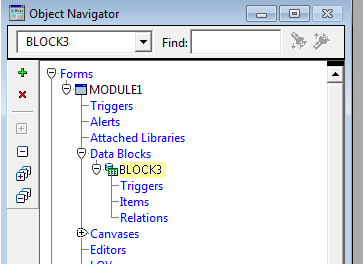 Object Navigator
BLOCK3
Find:
Forms
MODULE1
Triggers
Alerts
Attached Libraries
Data Blocks
BLOCK3
Triggers
Items
Relations
Canvases
Editors